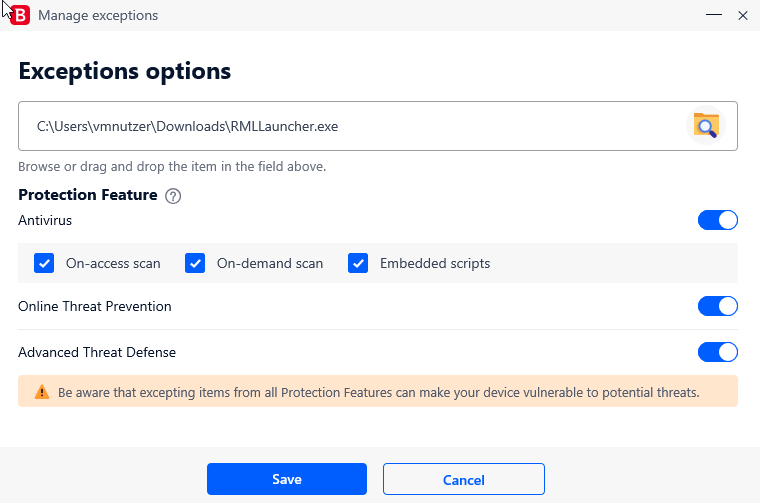 B Manage exceptions
Exceptions options
C:\Users\vmnutzer\Downloads\RMLLauncher.exe
Browse or drag and drop the item in the field above.
Protection Feature ?
Antivirus
On-access scan On-demand scan Embedded scripts
Online Threat Prevention
Advanced Threat Defense
Be aware that excepting items from all Protection Features can make your device vulnerable to potential threats.
Save Cancel